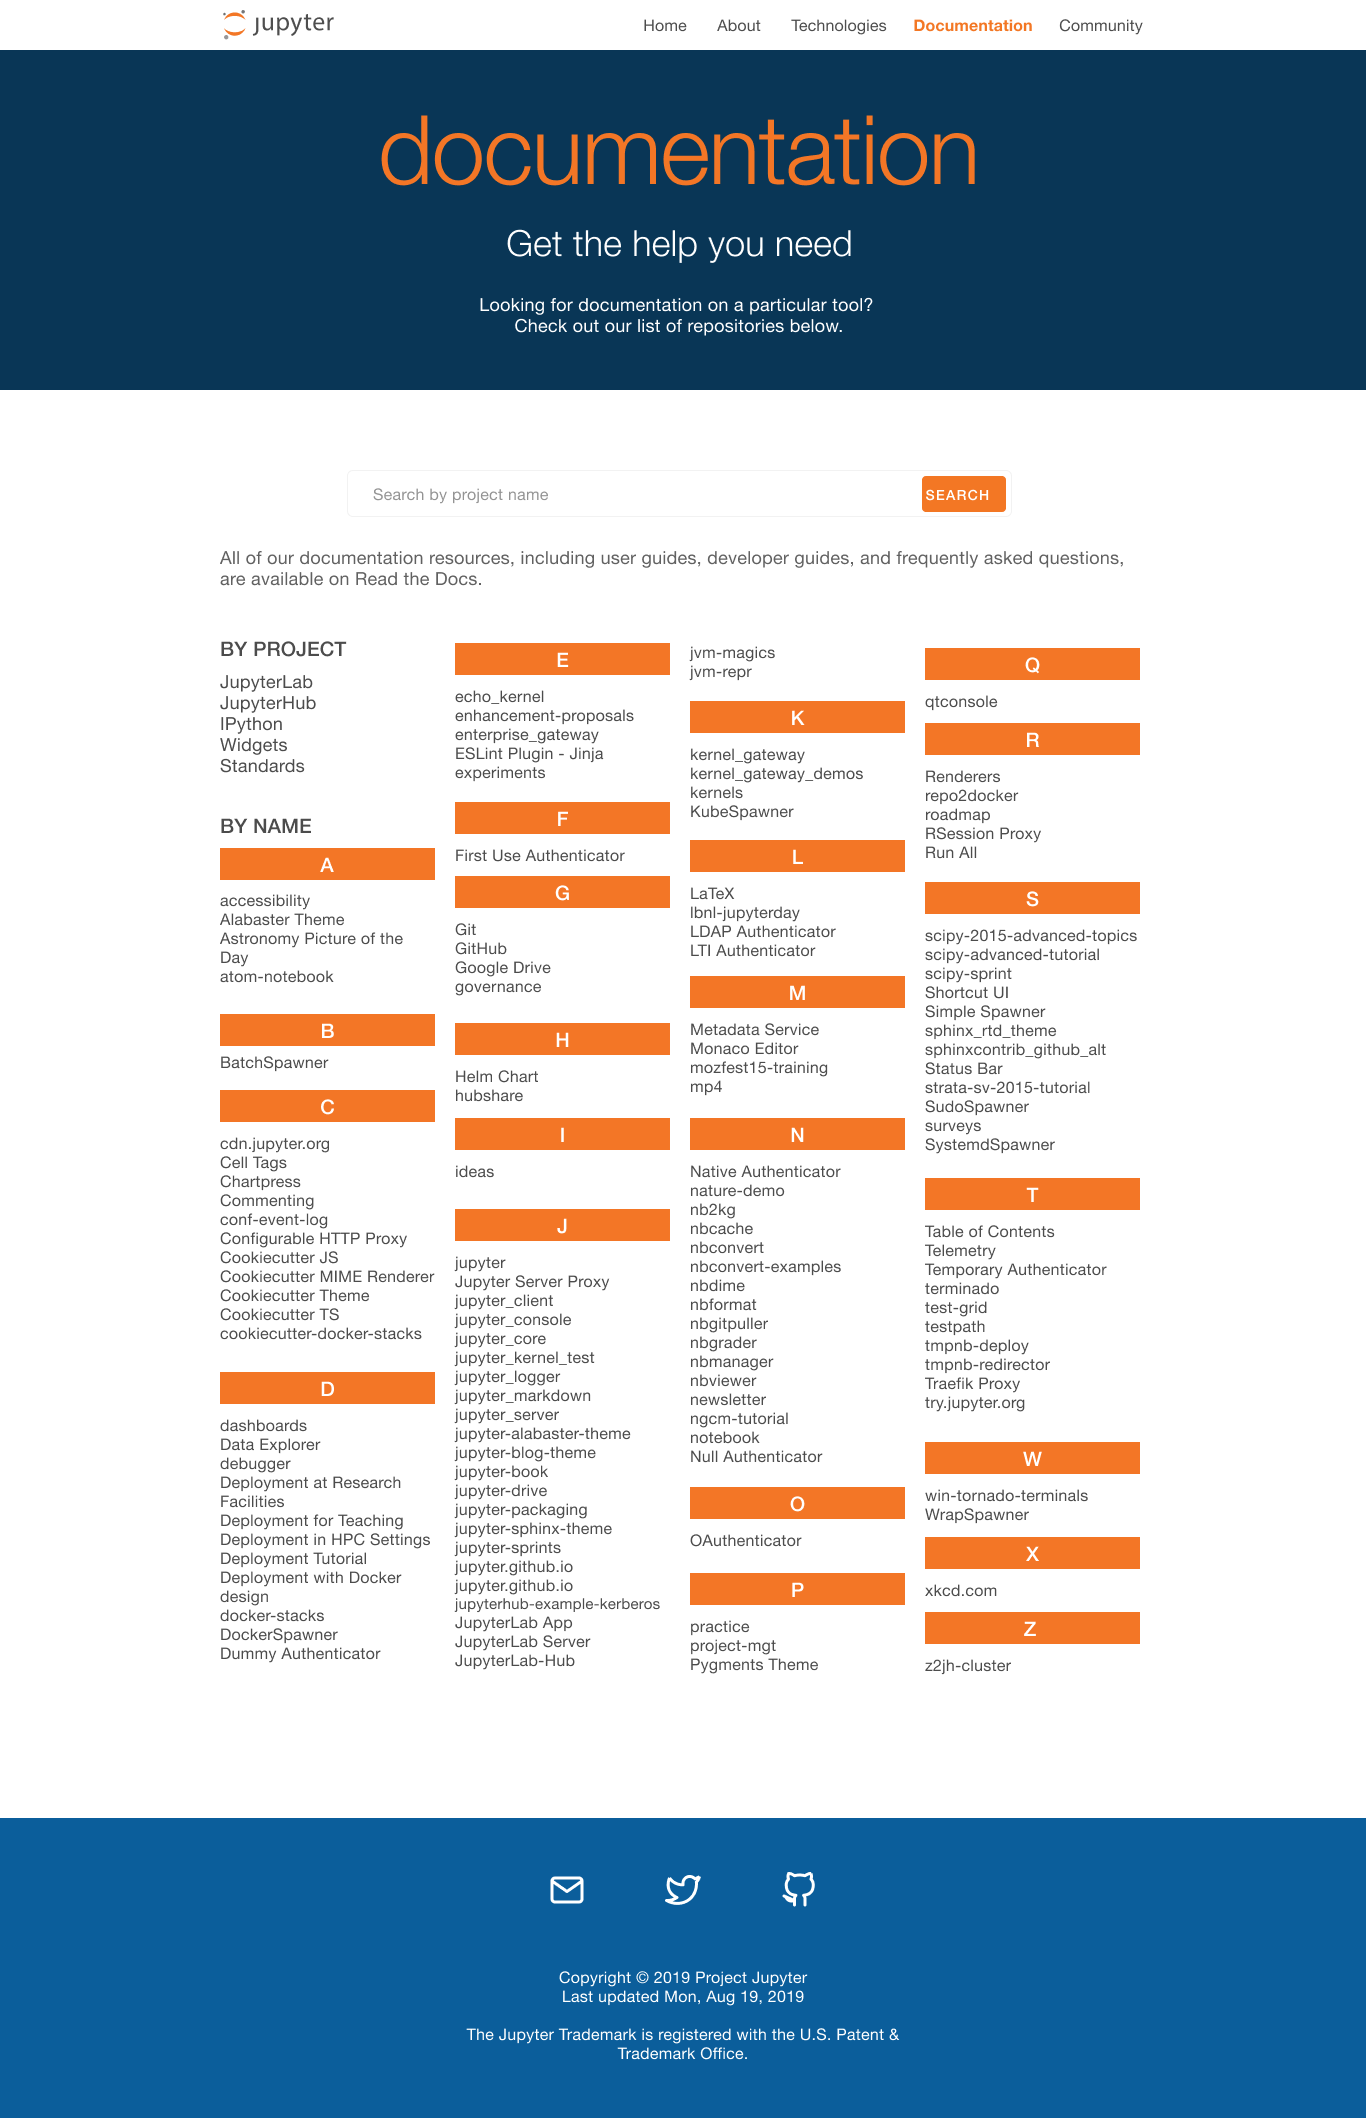 jupyter
Home About Technologies Documentation Community
documentation
Get the help you need
Looking for documentation on a particular tool?
Check out our list of repositories below.
Search by project name
SEARCH
All of our documentation resources, including user guides, developer guides, and frequently asked questions,
are available on Read the Docs.
BY PROJECT
JupyterLab
JupyterHub
IPython
Widgets
Standards
BY NAME
A
accessibility
Alabaster Theme
Astronomy Picture of the
Day
atom-notebook
B
BatchSpawner
C
cdn.jupyter.org
Cell Tags
Chartpress
Commenting
conf-event-log
Configurable HTTP Proxy
Cookiecutter JS
Cookiecutter MIME Renderer
Cookiecutter Theme
Cookiecutter TS
cookiecutter-docker-stacks
D
dashboards
Data Explorer
debugger
Deployment at Research
Facilities
Deployment for Teaching
Deployment in HPC Settings
Deployment Tutorial
Deployment with Docker
design
docker-stacks
DockerSpawner
Dummy Authenticator
E
echo_kernel
enhancement-proposals
enterprise_gateway
ESLint Plugin - Jinja
experiments
F
First Use Authenticator
G
Git
GitHub
Google Drive
governance
H
Helm Chart
hubshare
I
ideas
J
jupyter
Jupyter Server Proxy
jupyter_client
jupyter_console
jupyter_core
jupyter_kernel_test
jupyter_logger
jupyter_markdown
jupyter_server
jupyter-alabaster-theme
jupyter-blog-theme
jupyter-book
jupyter-drive
jupyter-packaging
jupyter-sphinx-theme
jupyter-sprints
jupyter.github.io
jupyter.github.io
jupyterhub-example-kerberos
JupyterLab App
JupyterLab Server
JupyterLab-Hub
jvm-magics
jvm-repr
K
kernel_gateway
kernel_gateway_demos
kernels
KubeSpawner
L
LaTeX
lbnl-jupyterday
LDAP Authenticator
LTI Authenticator
M
Metadata Service
Monaco Editor
mozfest15-training
mp4
N
Native Authenticator
nature-demo
nb2kg
nbcache
nbconvert
nbconvert-examples
nbdime
nbformat
nbgitpuller
nbgrader
nbmanager
nbviewer
newsletter
ngcm-tutorial
notebook
Null Authenticator
O
OAuthenticator
P
practice
project-mgt
Pygments Theme
Q
qtconsole
R
Renderers
repo2docker
roadmap
RSession Proxy
Run All
S
scipy-2015-advanced-topics
scipy-advanced-tutorial
scipy-sprint
Shortcut UI
Simple Spawner
sphinx_rtd_theme
sphinxcontrib_github_alt
Status Bar
strata-sv-2015-tutorial
SudoSpawner
surveys
SystemdSpawner
T
Table of Contents
Telemetry
Temporary Authenticator
terminado
test-grid
testpath
tmpnb-deploy
tmpnb-redirector
Traefik Proxy
try.jupyter.org
W
win-tornado-terminals
WrapSpawner
X
xkcd.com
Z
z2jh-cluster
Copyright © 2019 Project Jupyter
Last updated Mon, Aug 19, 2019
The Jupyter Trademark is registered with the U.S. Patent &
Trademark Office.